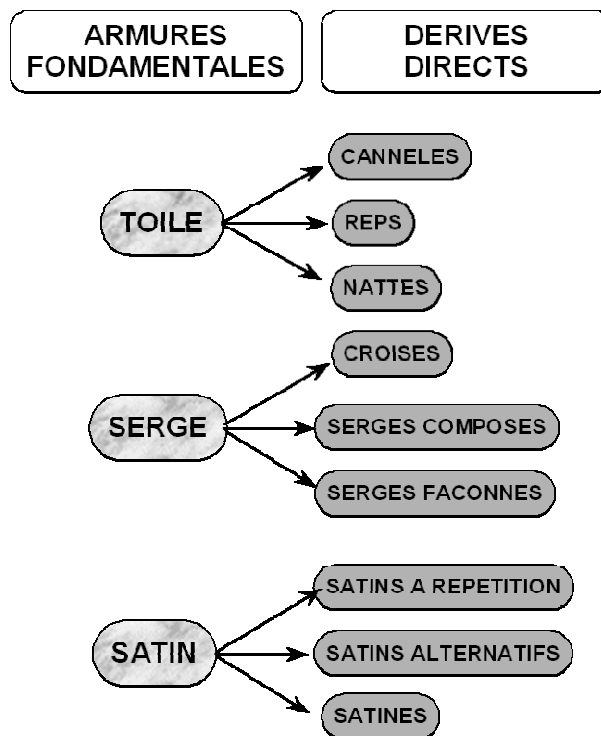 ARMURES
FONDAMENTALES
DERIVES
DIRECTS
TOILE
CANNELES
REPS
NATTES
SERGE
CROISES
SERGES COMPOSES
SERGES FACONNES
SATIN
SATINS A REPETITION
SATINS ALTERNATIFS
SATINES